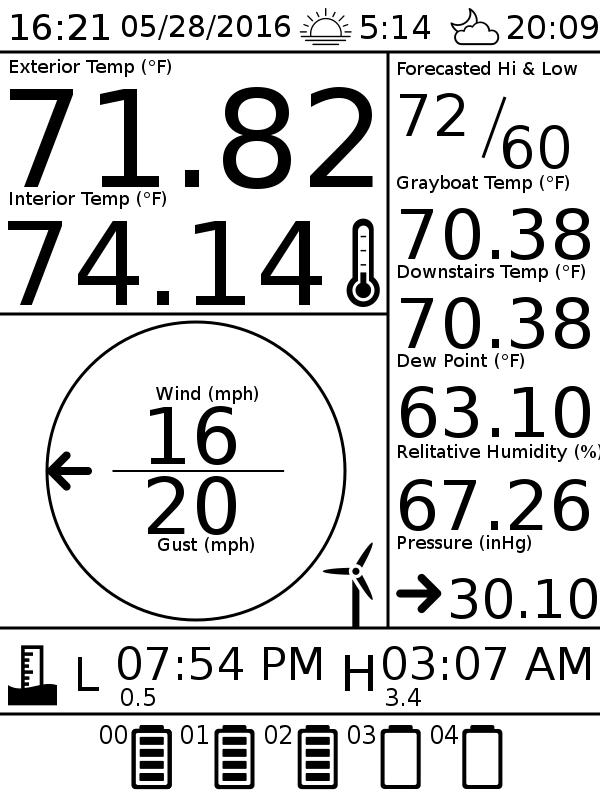 16:21 05/28/2016 5:14 20:09
Exterior Temp (°F)
71.82
Interior Temp (°F)
74.14
Wind (mph)
16
20
Gust (mph)
Forecasted Hi & Low
72/60
Grayboat Temp (°F)
70.38
Downstairs Temp (°F)
70.38
Dew Point (°F)
63.10
Relitative Humidity (%)
67.26
Pressure (inHg)
30.10
L 07:54 PM H 03:07 AM
0.5 3.4
00 01 02 03 04